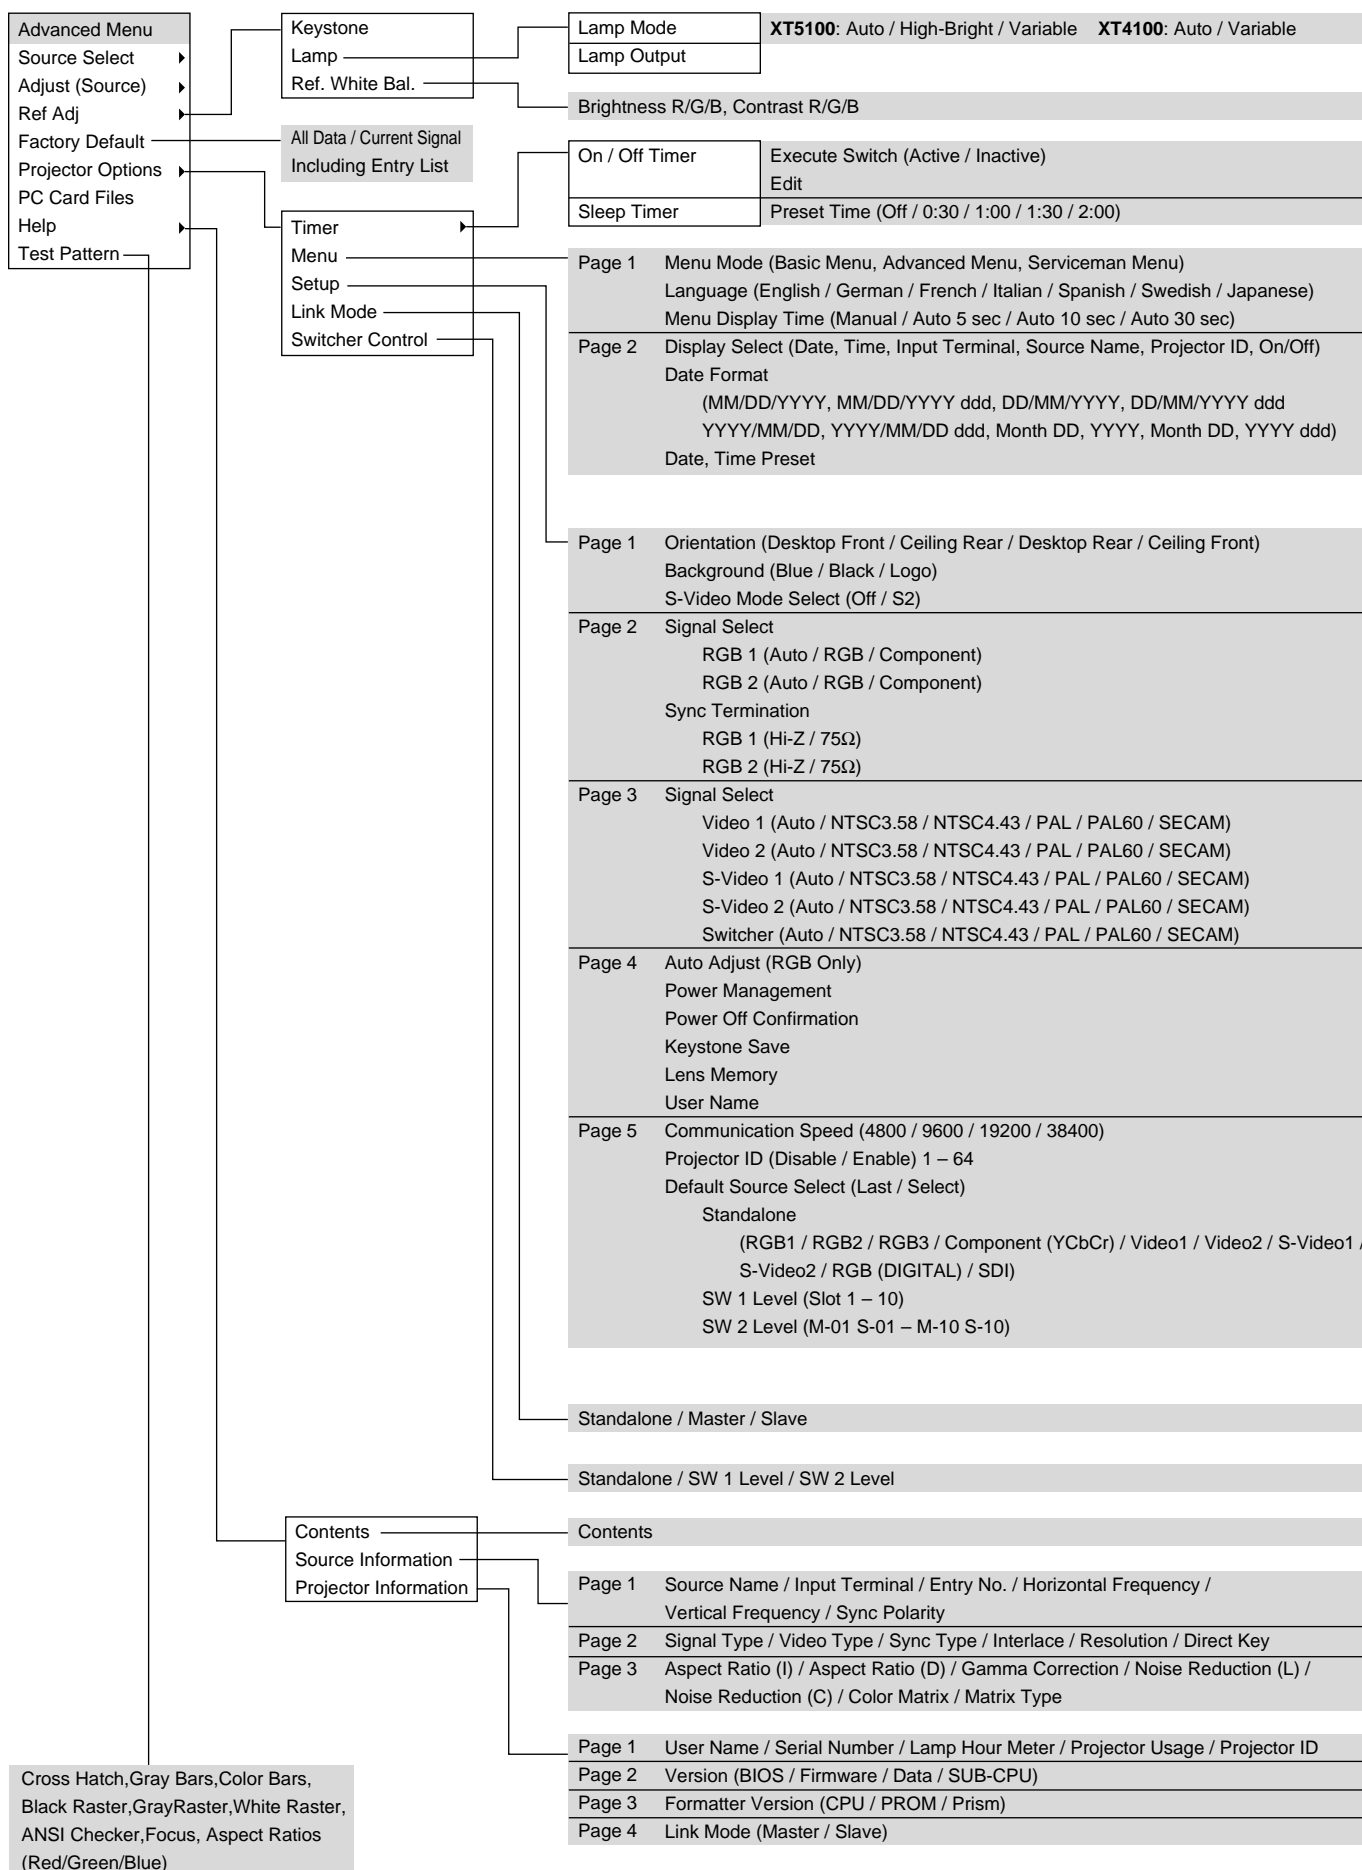 Advanced Menu
Source Select
Adjust (Source)
Ref Adj
Factory Default
Projector Options
PC Card Files
Help
Test Pattern
Keystone
Lamp
Ref. White Bal.
Lamp Mode
XT5100: Auto / High-Bright / Variable XT4100: Auto / Variable
Lamp Output
Brightness R/G/B, Contrast R/G/B
All Data / Current Signal
Including Entry List
Timer
Menu
Setup
Link Mode
Switcher Control
On / Off Timer Execute Switch (Active / Inactive)
Edit
Sleep Timer Preset Time (Off / 0:30 / 1:00 / 1:30 / 2:00)
Page 1 Menu Mode (Basic Menu, Advanced Menu, Serviceman Menu)
Language (English / German / French / Italian / Spanish / Swedish / Japanese)
Menu Display Time (Manual / Auto 5 sec / Auto 10 sec / Auto 30 sec)
Page 2 Display Select (Date, Time, Input Terminal, Source Name, Projector ID, On/Off)
Date Format
(MM/DD/YYYY, MM/DD/YYYY ddd, DD/MM/YYYY, DD/MM/YYYY ddd
YYYY/MM/DD, YYYY/MM/DD ddd, Month DD, YYYY, Month DD, YYYY ddd)
Date, Time Preset
Page 1 Orientation (Desktop Front / Ceiling Rear / Desktop Rear / Ceiling Front)
Background (Blue / Black / Logo)
S-Video Mode Select (Off / S2)
Page 2 Signal Select
RGB 1 (Auto / RGB / Component)
RGB 2 (Auto / RGB / Component)
Sync Termination
RGB 1 (Hi-Z / 75Ω)
RGB 2 (Hi-Z / 75Ω)
Page 3 Signal Select
Video 1 (Auto / NTSC3.58 / NTSC4.43 / PAL / PAL60 / SECAM)
Video 2 (Auto / NTSC3.58 / NTSC4.43 / PAL / PAL60 / SECAM)
S-Video 1 (Auto / NTSC3.58 / NTSC4.43 / PAL / PAL60 / SECAM)
S-Video 2 (Auto / NTSC3.58 / NTSC4.43 / PAL / PAL60 / SECAM)
Switcher (Auto / NTSC3.58 / NTSC4.43 / PAL / PAL60 / SECAM)
Page 4 Auto Adjust (RGB Only)
Power Management
Power Off Confirmation
Keystone Save
Lens Memory
User Name
Page 5 Communication Speed (4800 / 9600 / 19200 / 38400)
Projector ID (Disable / Enable) 1 – 64
Default Source Select (Last / Select)
Standalone
(RGB1 / RGB2 / RGB3 / Component (YCbCr) / Video1 / Video2 / S-Video1 /
S-Video2 / RGB (DIGITAL) / SDI)
SW 1 Level (Slot 1 – 10)
SW 2 Level (M-01 S-01 – M-10 S-10)
Standalone / Master / Slave
Standalone / SW 1 Level / SW 2 Level
Contents
Source Information
Projector Information
Contents
Page 1 Source Name / Input Terminal / Entry No. / Horizontal Frequency /
Vertical Frequency / Sync Polarity
Page 2 Signal Type / Video Type / Sync Type / Interlace / Resolution / Direct Key
Page 3 Aspect Ratio (I) / Aspect Ratio (D) / Gamma Correction / Noise Reduction (L) /
Noise Reduction (C) / Color Matrix / Matrix Type
Page 1 User Name / Serial Number / Lamp Hour Meter / Projector Usage / Projector ID
Page 2 Version (BIOS / Firmware / Data / SUB-CPU)
Page 3 Formatter Version (CPU / PROM / Prism)
Page 4 Link Mode (Master / Slave)
Cross Hatch,Gray Bars,Color Bars,
Black Raster,GrayRaster,White Raster,
ANSI Checker,Focus, Aspect Ratios
(Red/Green/Blue)